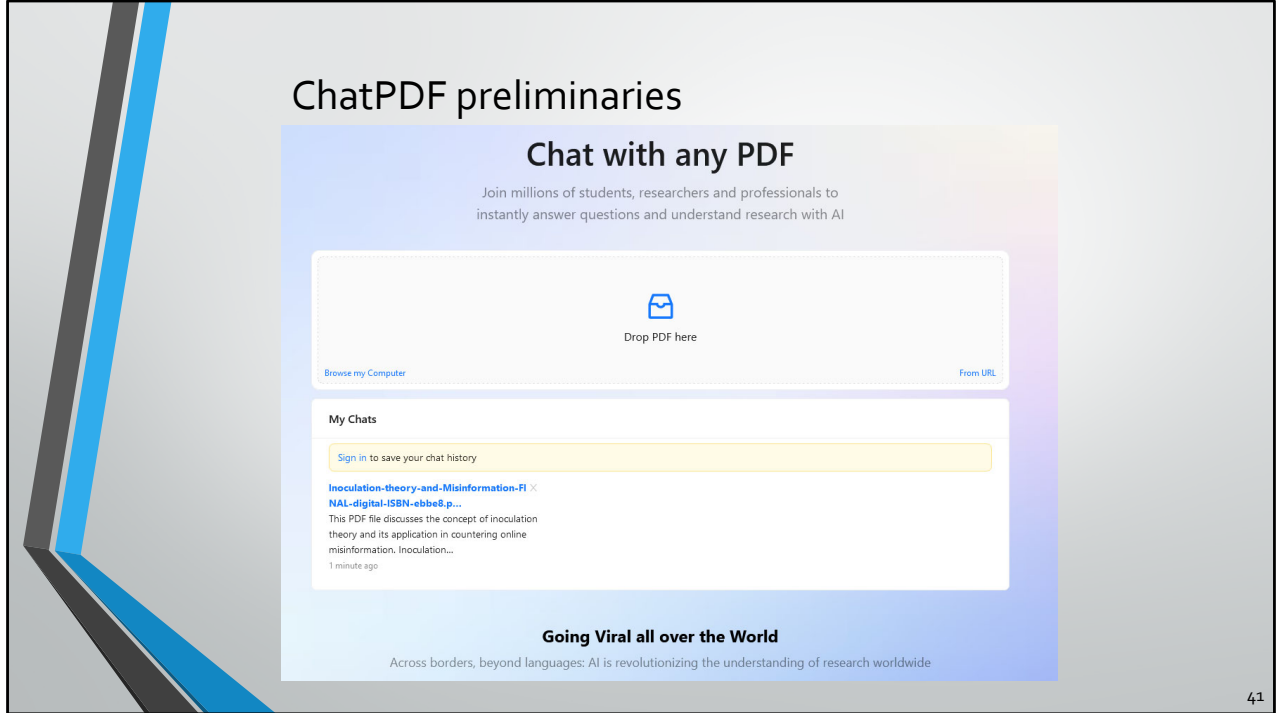 ChatPDF preliminaries
Chat with any PDF
Join millions of students, researchers and professionals to
instantly answer questions and understand research with AI
Drop PDF here
Browse my Computer
From URL
My Chats
Sign in to save your chat history
Inoculation-theory-and-Misinformation-FI
NAL-digital-ISBN-ebbe8.p...
This PDF file discusses the concept of inoculation
theory and its application in countering online
misinformation. Inoculation...
1 minute ago
Going Viral all over the World
Across borders, beyond languages: AI is revolutionizing the understanding of research worldwide
41